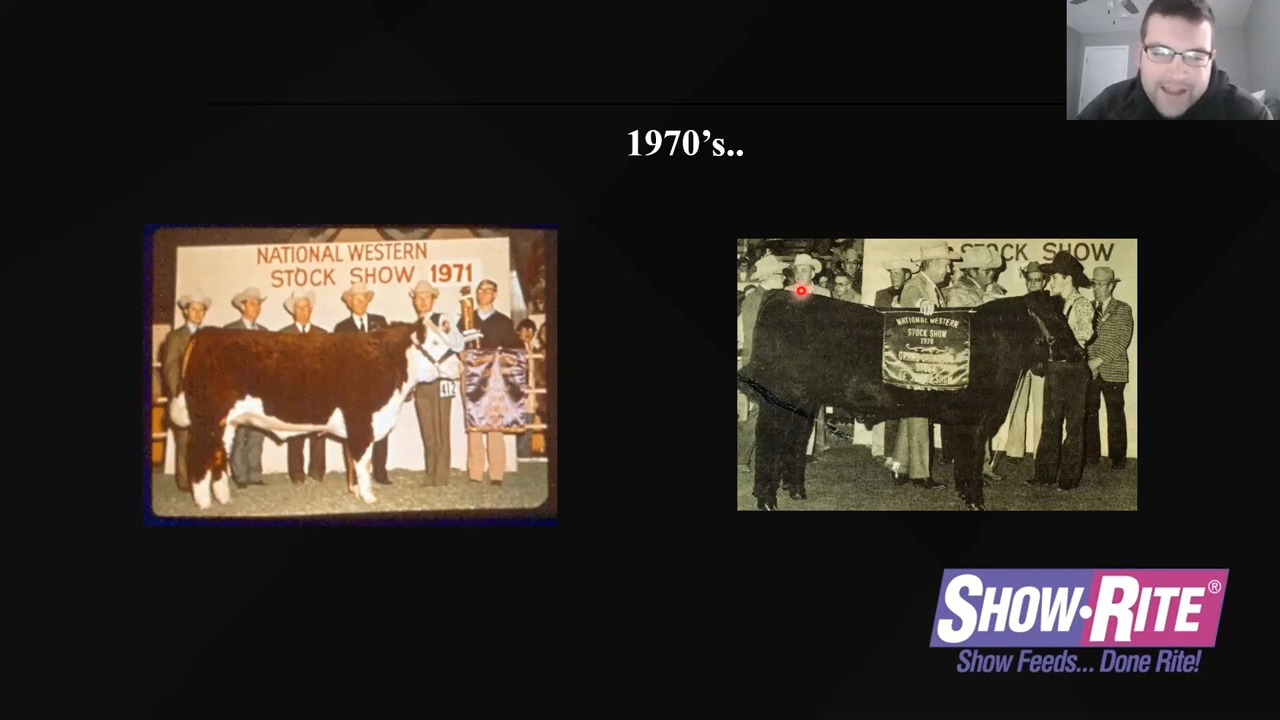 1970’s..
NATIONAL WESTERN
STOCK SHOW 1971
412
STOCK SHOW
NATIONAL WESTERN
STOCK SHOW
GRAND
SHOW•RITE®
Show Feeds... Done Rite!